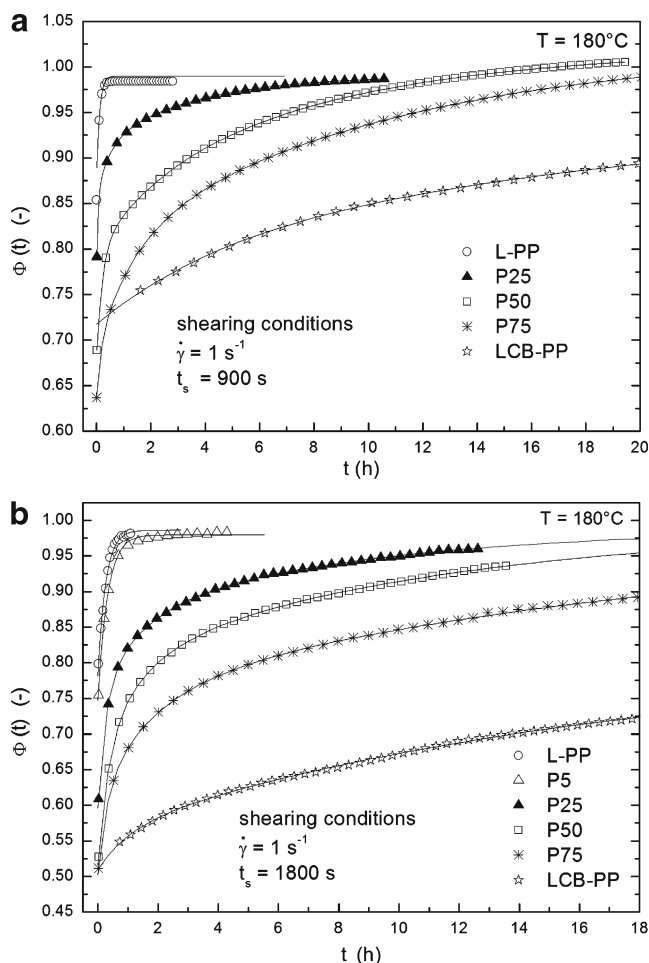 a
T = 180°C
1.00
0.95
0.90
0.85
0.80
0.75
0.70
0.65
0.60
Φ (t) (-)
L-PP
P25
P50
P75
LCB-PP
shearing conditions
γ̇ = 1 s⁻¹
tₛ = 900 s
0 2 4 6 8 10 12 14 16 18 20
t (h)
b
T = 180°C
1.00
0.95
0.90
0.85
0.80
0.75
0.70
0.65
0.60
0.55
0.50
0.45
Φ (t) (-)
L-PP
P5
P25
P50
P75
LCB-PP
shearing conditions
γ̇ = 1 s⁻¹
tₛ = 1800 s
0 2 4 6 8 10 12 14 16 18
t (h)